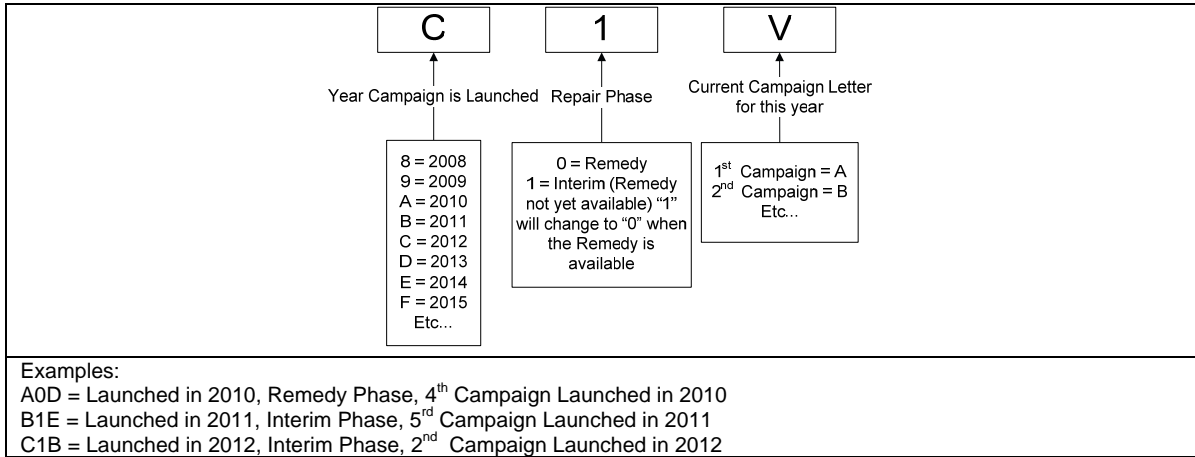 C 1 V
Year Campaign is Launched
Repair Phase
Current Campaign Letter
for this year
8 = 2008
9 = 2009
A = 2010
B = 2011
C = 2012
D = 2013
E = 2014
F = 2015
Etc...
0 = Remedy
1 = Interim (Remedy
not yet available) “1”
will change to “0” when
the Remedy is
available
1st Campaign = A
2nd Campaign = B
Etc...
Examples:
A0D = Launched in 2010, Remedy Phase, 4th Campaign Launched in 2010
B1E = Launched in 2011, Interim Phase, 5rd Campaign Launched in 2011
C1B = Launched in 2012, Interim Phase, 2nd Campaign Launched in 2012